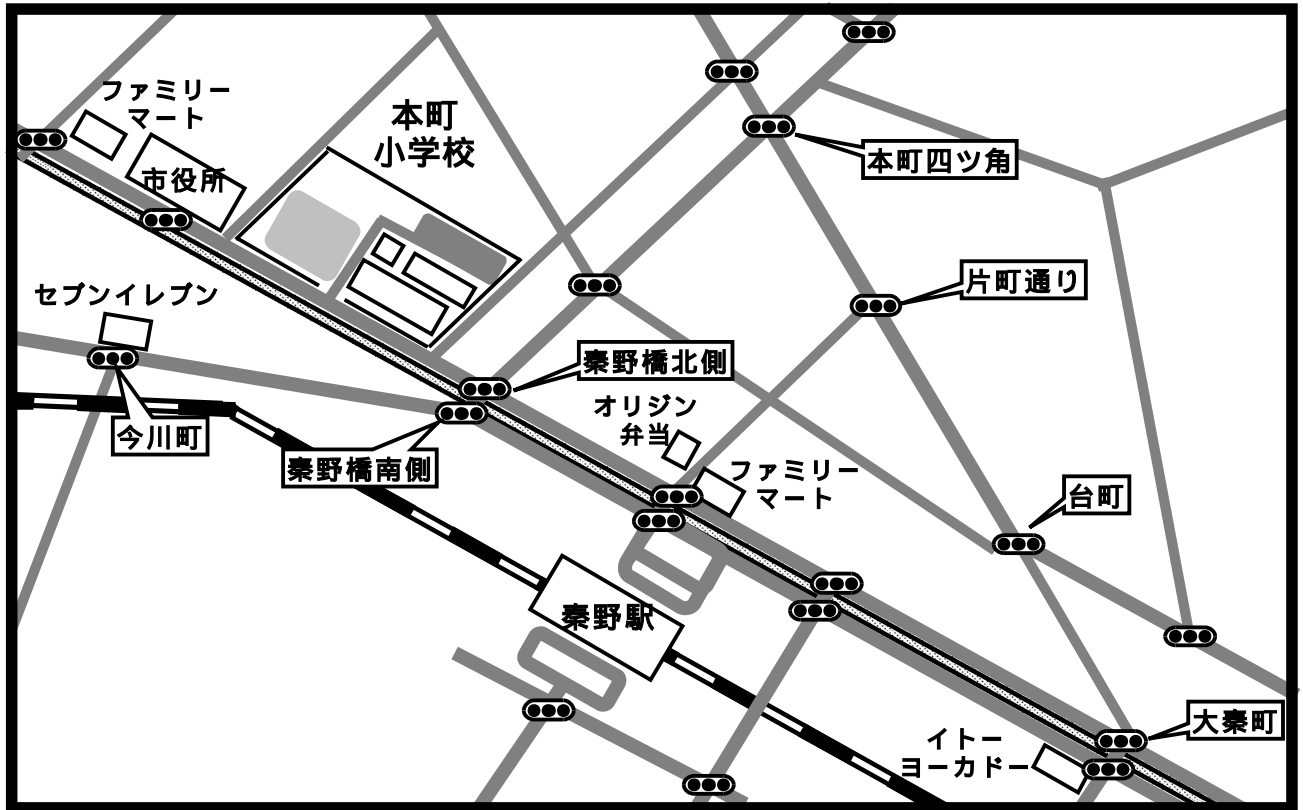 ファミリー
マート
本町
小学校
本町四ツ角
市役所
片町通り
セブンイレブン
秦野橋北側
オリジン
弁当
今川町
秦野橋南側
ファミリー
マート
台町
秦野駅
大秦町
イトー
ヨーカドー